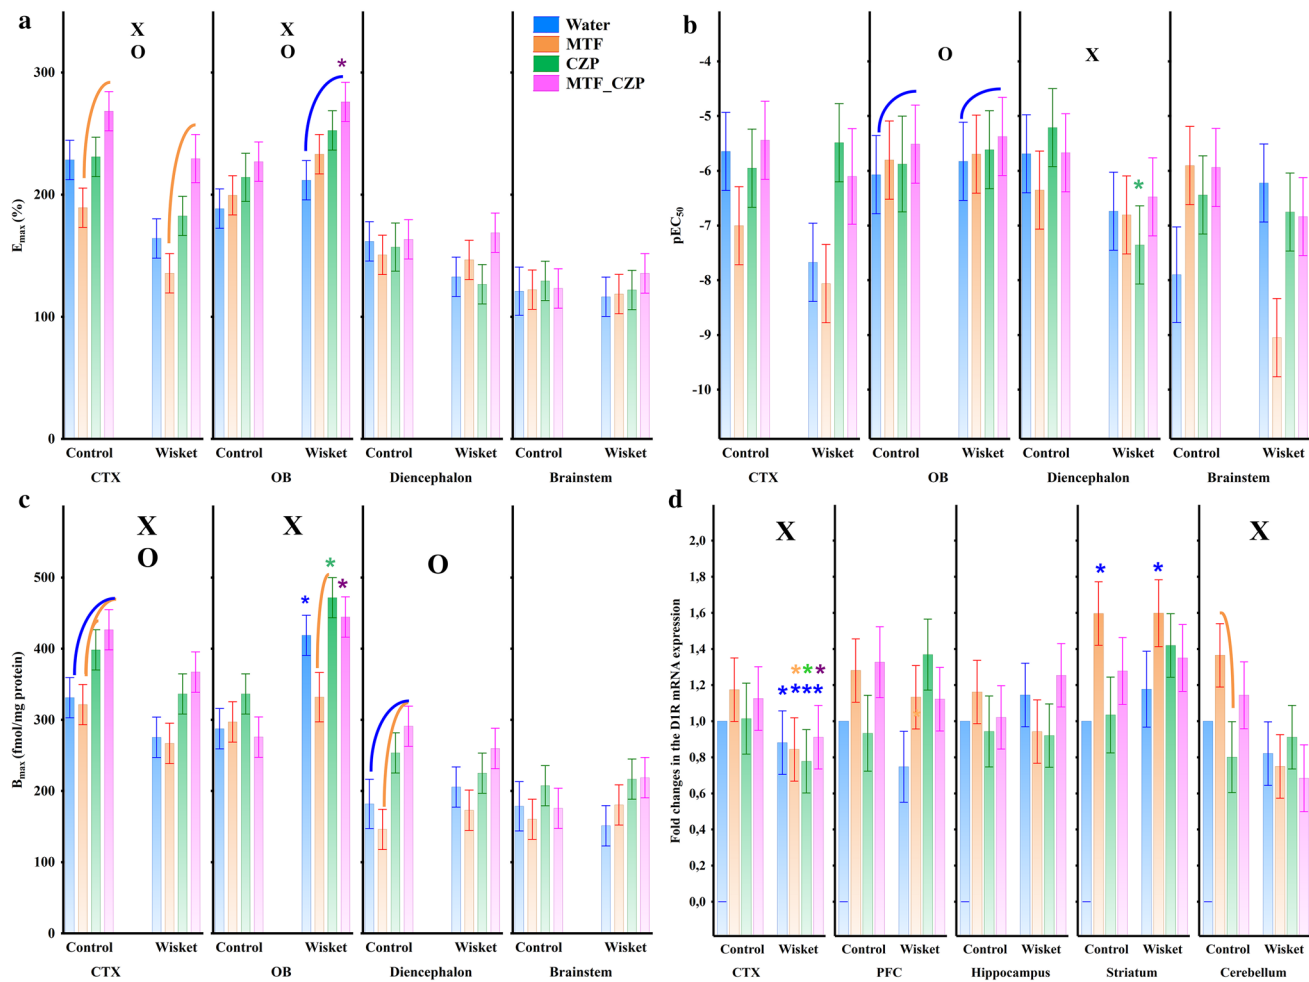 a
X
O
X
O
*
Water
MTF
CZP
MTF_CZP
E_max (%)
300
200
100
0
Control
Wisket
Control
Wisket
Control
Wisket
Control
Wisket
CTX
OB
Diencephalon
Brainstem
b
O
X
*
pEC50
-4
-5
-6
-7
-8
-9
-10
Control
Wisket
Control
Wisket
Control
Wisket
Control
Wisket
CTX
OB
Diencephalon
Brainstem
c
X
O
X
O
* * *
B_max (fmol/mg protein)
500
400
300
200
100
0
Control
Wisket
Control
Wisket
Control
Wisket
Control
Wisket
CTX
OB
Diencephalon
Brainstem
d
X
X
* *
* * *
* * * *
*
Fold changes in the D1R mRNA expression
2,0
1,8
1,6
1,4
1,2
1,0
0,8
0,6
0,4
0,2
0,0
Control
Wisket
Control
Wisket
Control
Wisket
Control
Wisket
Control
Wisket
CTX
PFC
Hippocampus
Striatum
Cerebellum